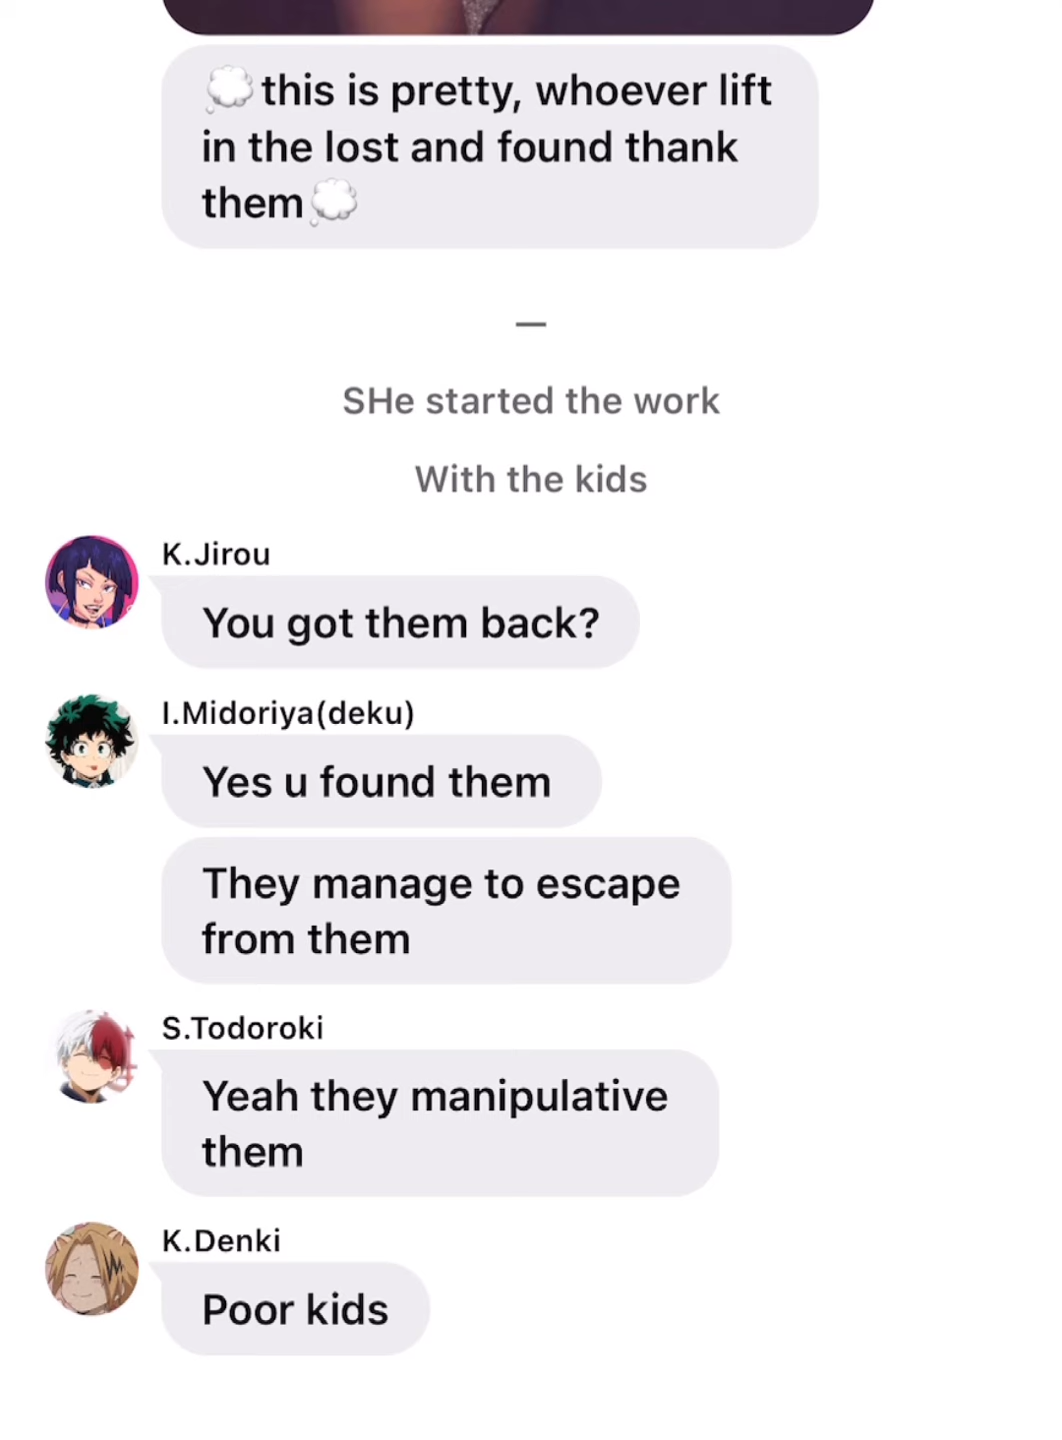 💭this is pretty, whoever lift
in the lost and found thank
them💭
—
SHe started the work
With the kids
K.Jirou
You got them back?
I.Midoriya(deku)
Yes u found them
They manage to escape
from them
S.Todoroki
Yeah they manipulative
them
K.Denki
Poor kids